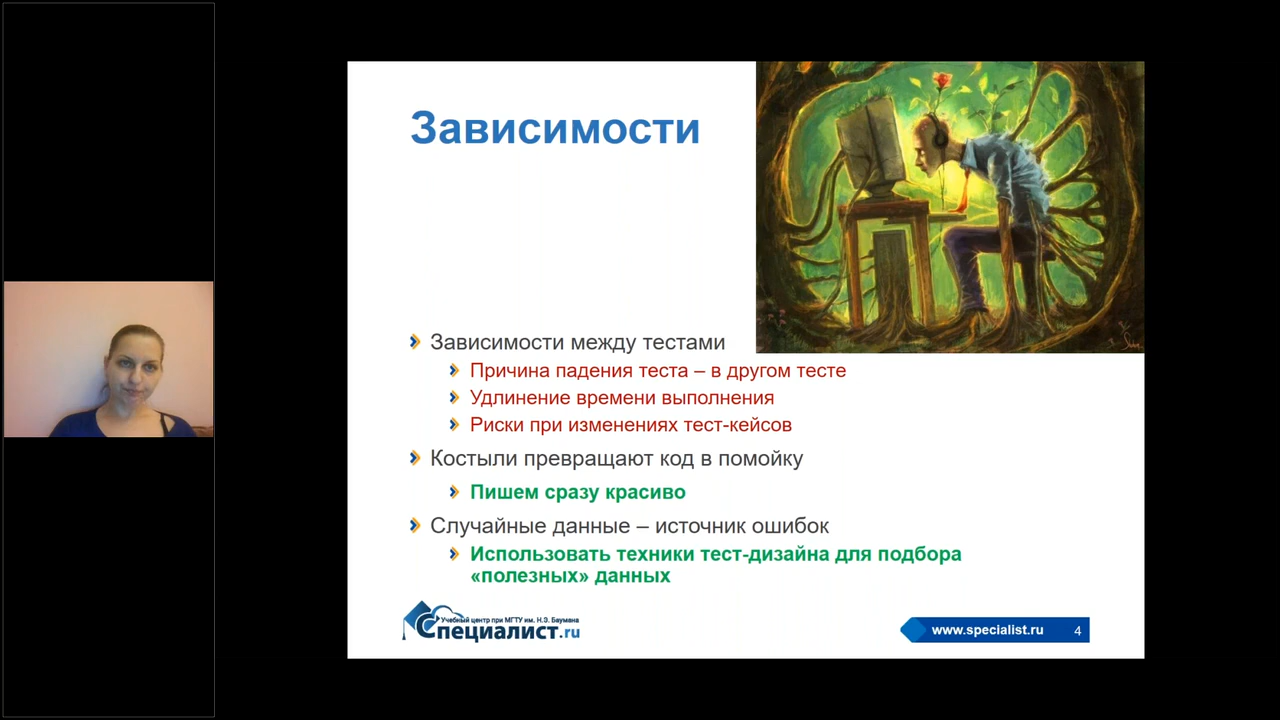 Зависимости
Зависимости между тестами
Причина падения теста – в другом тесте
Удлинение времени выполнения
Риски при изменениях тест-кейсов
Костыли превращают код в помойку
Пишем сразу красиво
Случайные данные – источник ошибок
Использовать техники тест-дизайна для подбора
«полезных» данных
Учебный центр при МГТУ им. Н.Э. Баумана
Специалист.ru
www.specialist.ru 4